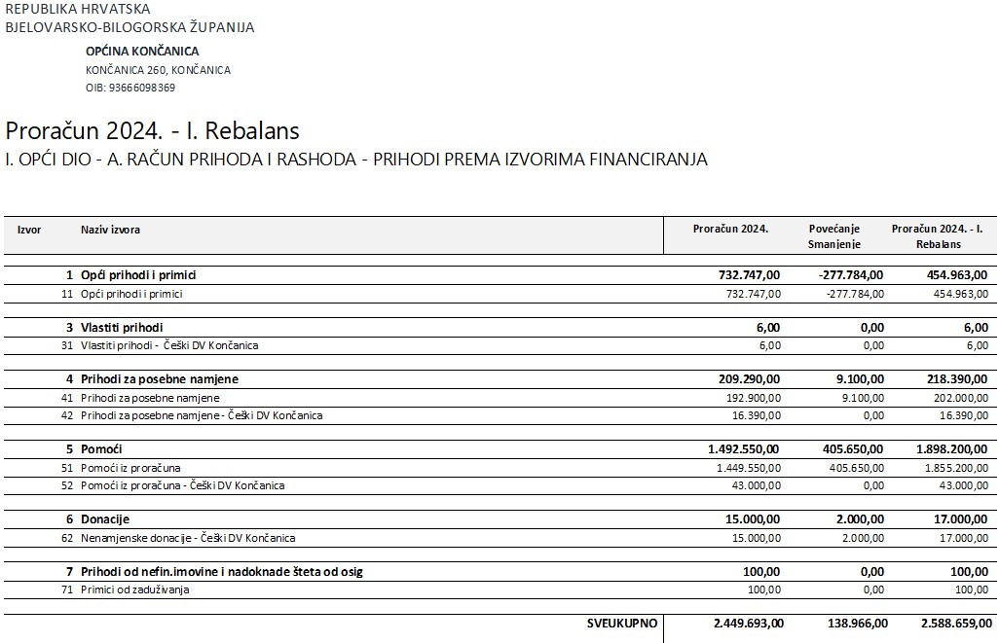 REPUBLIKA HRVATSKA
BJELOVARSKO-BILOGORSKA ŽUPANIJA
OPĆINA KONČANICA
KONČANICA 260, KONČANICA
OIB: 93666098369
Proračun 2024. - I. Rebalans
I. OPĆI DIO - A. RAČUN PRIHODA I RASHODA - PRIHODI PREMA IZVORIMA FINANCIRANJA
Izvor Naziv izvora Proračun 2024. Povećanje Proračun 2024. - I.
Smanjenje Rebalans
1 Opći prihodi i primici 732.747,00 -277.784,00 454.963,00
11 Opći prihodi i primici 732.747,00 -277.784,00 454.963,00
3 Vlastiti prihodi 6,00 0,00 6,00
31 Vlastiti prihodi - Češki DV Končanica 6,00 0,00 6,00
4 Prihodi za posebne namjene 209.290,00 9.100,00 218.390,00
41 Prihodi za posebne namjene 192.900,00 9.100,00 202.000,00
42 Prihodi za posebne namjene - Češki DV Končanica 16.390,00 0,00 16.390,00
5 Pomoći 1.492.550,00 405.650,00 1.898.200,00
51 Pomoći iz proračuna 1.449.550,00 405.650,00 1.855.200,00
52 Pomoći iz proračuna - Češki DV Končanica 43.000,00 0,00 43.000,00
6 Donacije 15.000,00 2.000,00 17.000,00
62 Nenamjenske donacije - Češki DV Končanica 15.000,00 2.000,00 17.000,00
7 Prihodi od nefin.imovine i nadoknade šteta od osig 100,00 0,00 100,00
71 Primici od zaduživanja 100,00 0,00 100,00
SVEUKUPNO 2.449.693,00 138.966,00 2.588.659,00